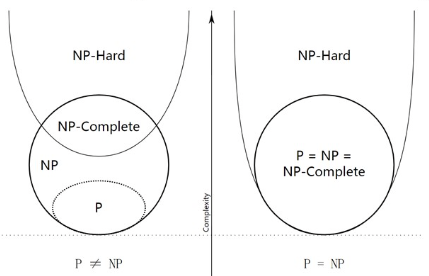 NP-Hard
NP-Complete
NP
P
P ≠ NP
Complexity
NP-Hard
P = NP =
NP-Complete
P = NP